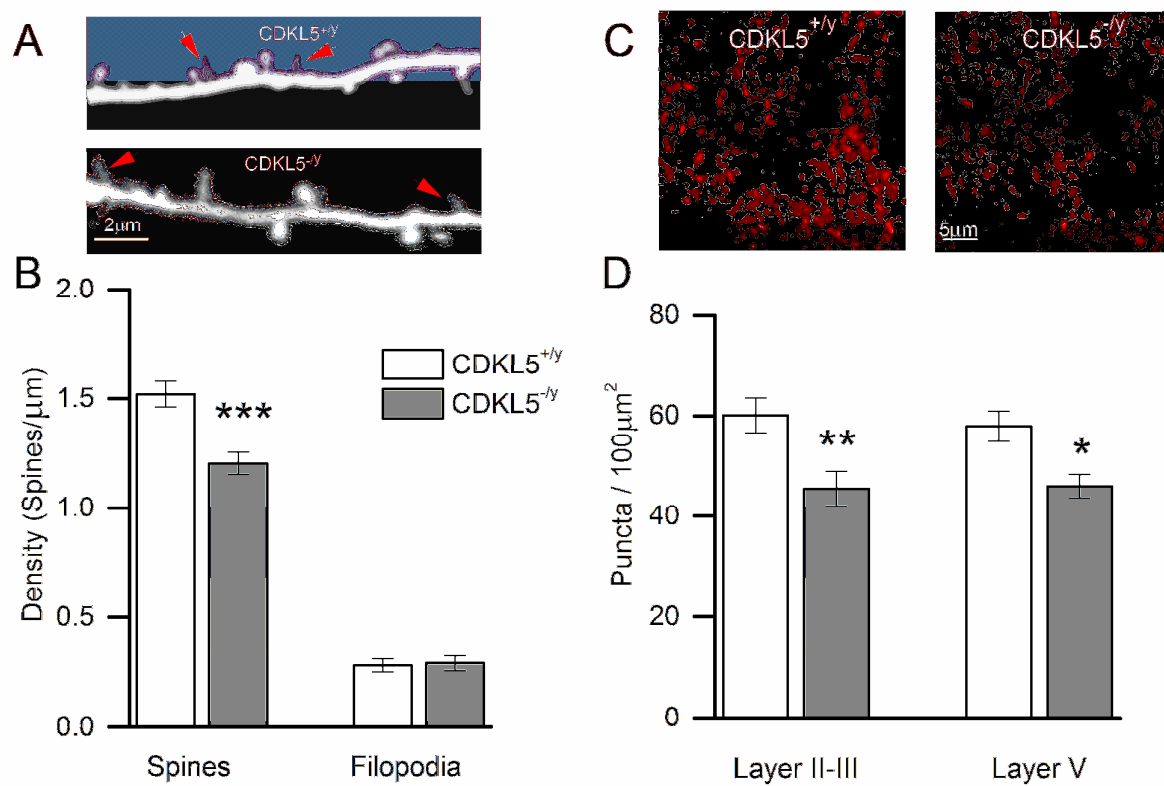 A
CDKL5+/y
CDKL5-/y
2μm
B
2.0
1.5
1.0
0.5
0.0
Density (Spines/μm)
CDKL5+/y
CDKL5-/y
***
Spines
Filopodia
C
CDKL5+/y
CDKL5-/y
5μm
D
80
60
40
20
0
Puncta / 100μm²
**
*
Layer II-III
Layer V